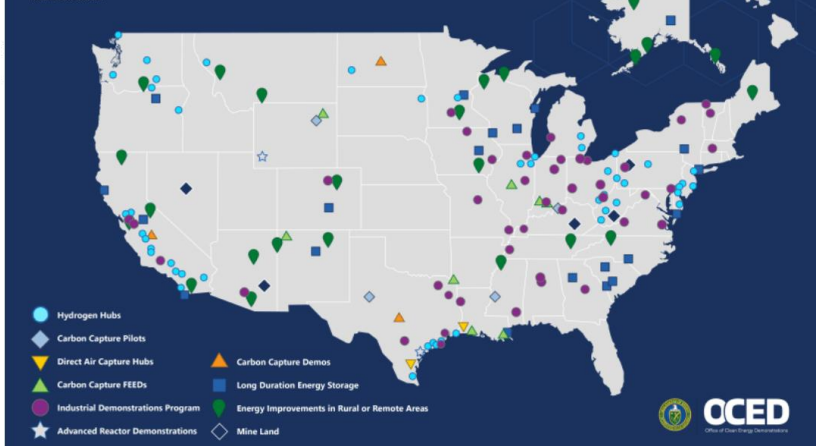 Hydrogen Hubs
Carbon Capture Pilots
Direct Air Capture Hubs
Carbon Capture FEEDs
Industrial Demonstrations Program
Advanced Reactor Demonstrations
Carbon Capture Demos
Long Duration Energy Storage
Energy Improvements in Rural or Remote Areas
Mine Land
OCED
Office of Clean Energy Demonstrations